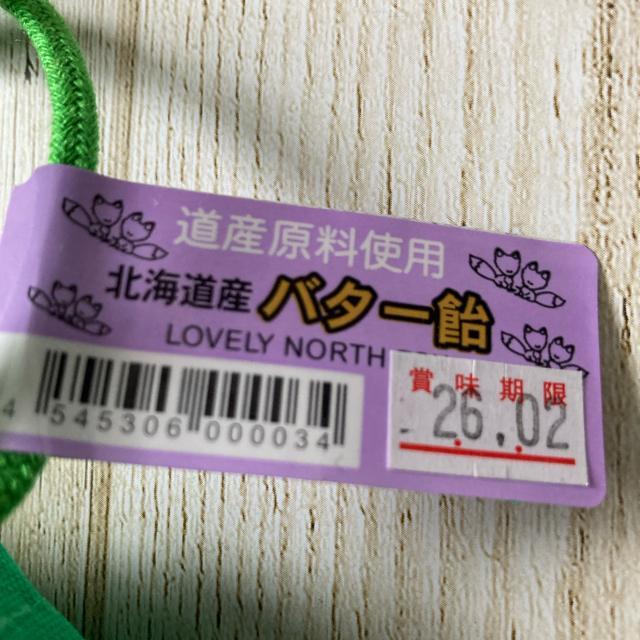 道産原料使用
北海道産 バター飴
LOVELY NORTH
4 545306 000034
賞味期限
26.02